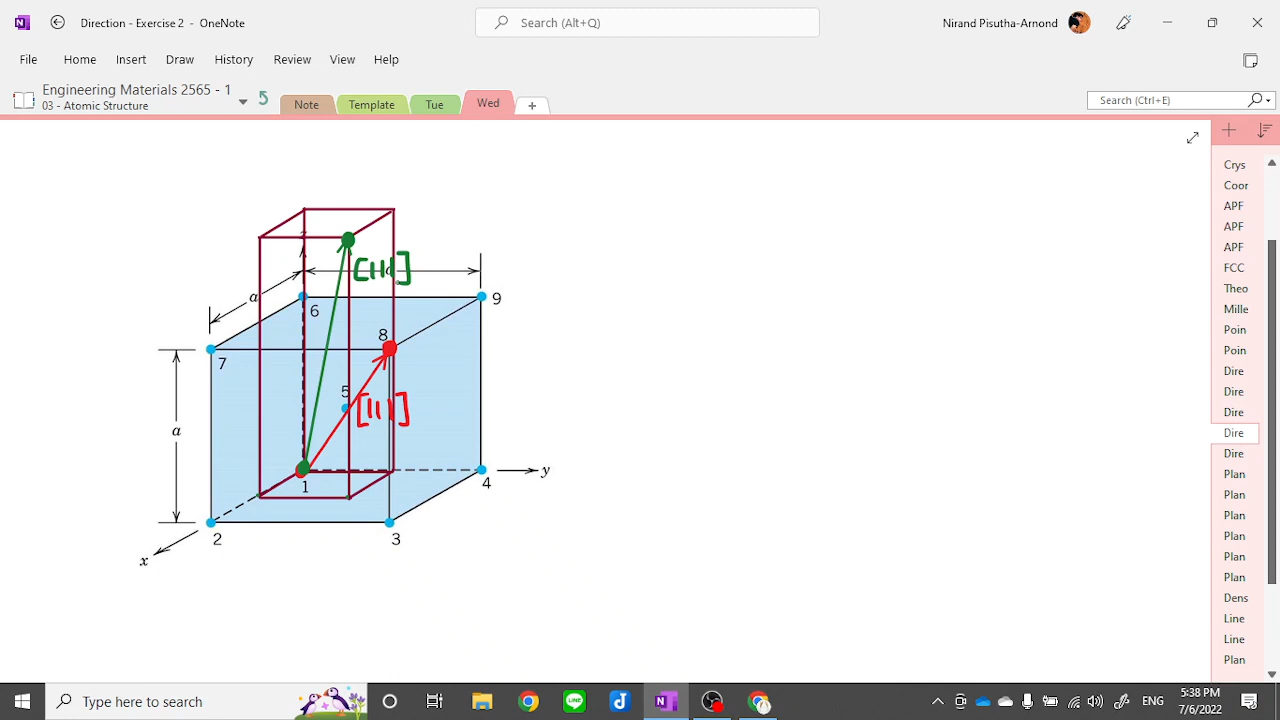 Direction - Exercise 2 - OneNote
Search (Alt+Q)
Nirand Pisutha-Arnond
File Home Insert Draw History Review View Help
Engineering Materials 2565 - 1
03 - Atomic Structure
Note Template Tue Wed +
Search (Ctrl+E)
Crys
Coor
APF
APF
APF
FCC
Theo
Mille
Poin
Poin
Dire
Dire
Dire
Dire
Dire
Plan
Plan
Plan
Plan
Plan
Plan
Dens
Line
Line
Plan
[111]
a
6
9
8
7
5
[111]
a
1
y
4
2
3
x
Type here to search
ENG
5:38 PM
7/6/2022